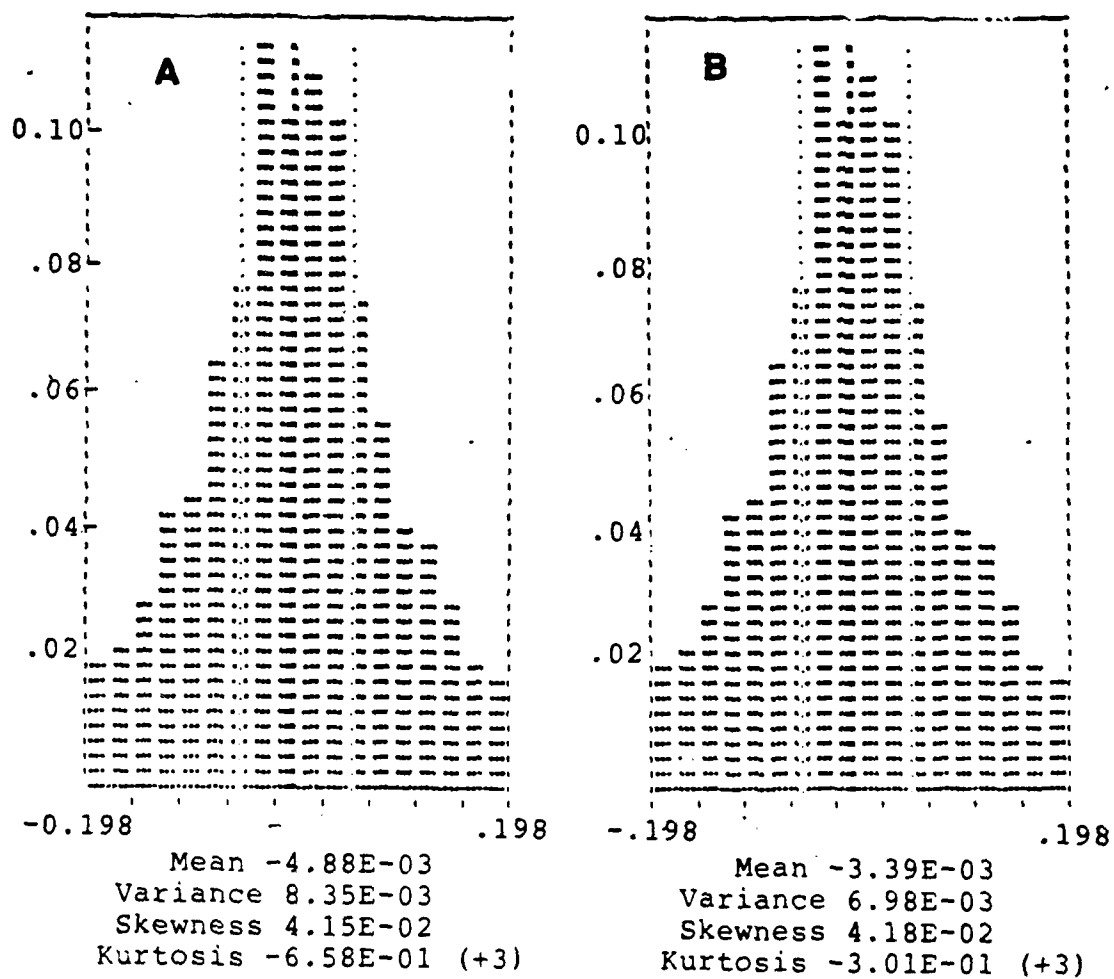 A
0.10
.08
.06
.04
.02
-0.198
.198
Mean -4.88E-03
Variance 8.35E-03
Skewness 4.15E-02
Kurtosis -6.58E-01 (+3)
B
0.10
.08
.06
.04
.02
-.198
.198
Mean -3.39E-03
Variance 6.98E-03
Skewness 4.18E-02
Kurtosis -3.01E-01 (+3)